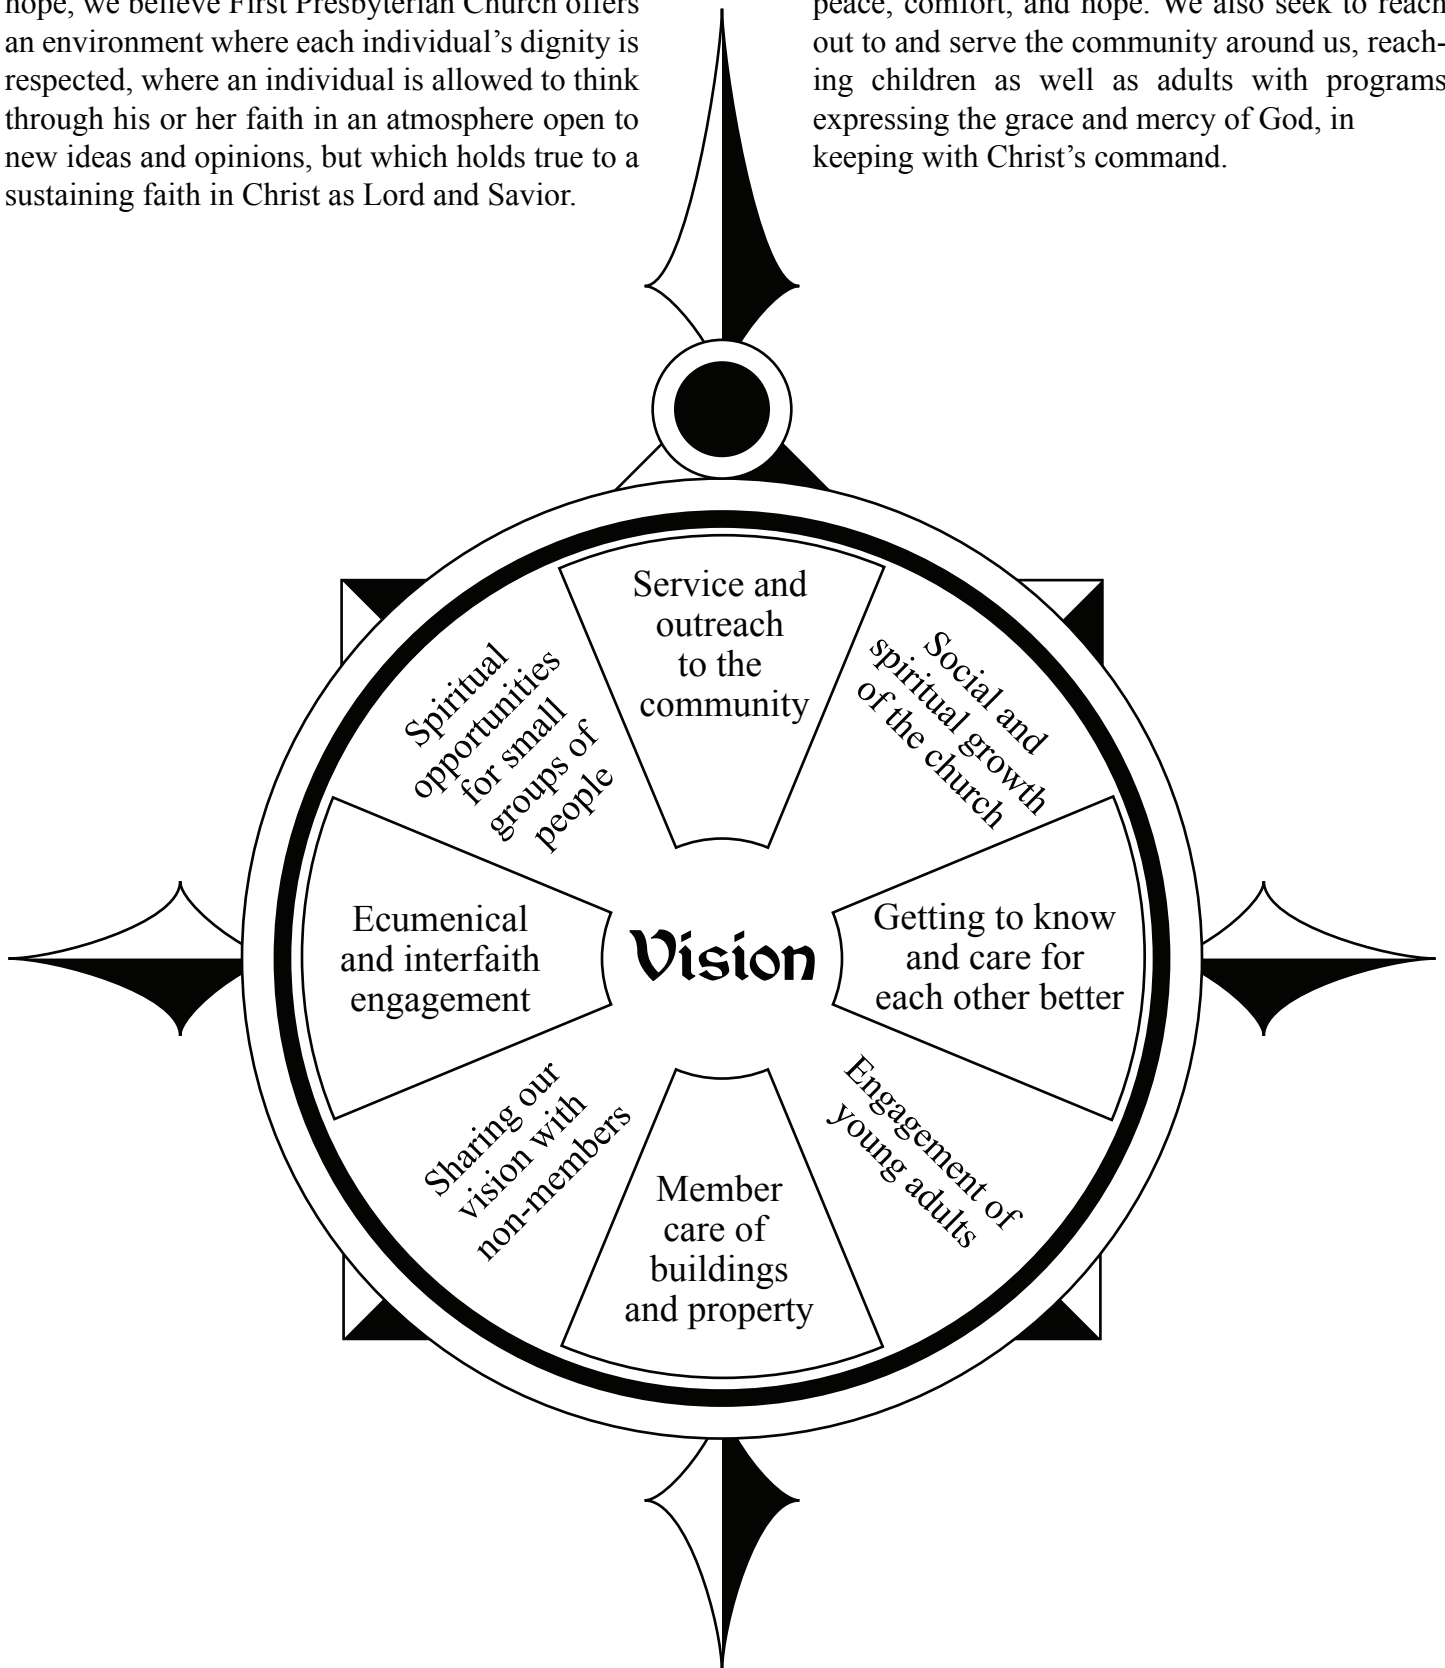 hope, we believe First Presbyterian Church offers
an environment where each individual’s dignity is
respected, where an individual is allowed to think
through his or her faith in an atmosphere open to
new ideas and opinions, but which holds true to a
sustaining faith in Christ as Lord and Savior.
peace, comfort, and hope. We also seek to reach
out to and serve the community around us, reach-
ing children as well as adults with programs
expressing the grace and mercy of God, in
keeping with Christ’s command.
Service and
outreach
to the
community
Social and
spiritual growth
of the church
Getting to know
and care for
each other better
Engagement of
young adults
Member
care of
buildings
and property
Sharing our
vision with
non-members
Ecumenical
and interfaith
engagement
Spiritual
opportunities
for small
groups of
people
Vision